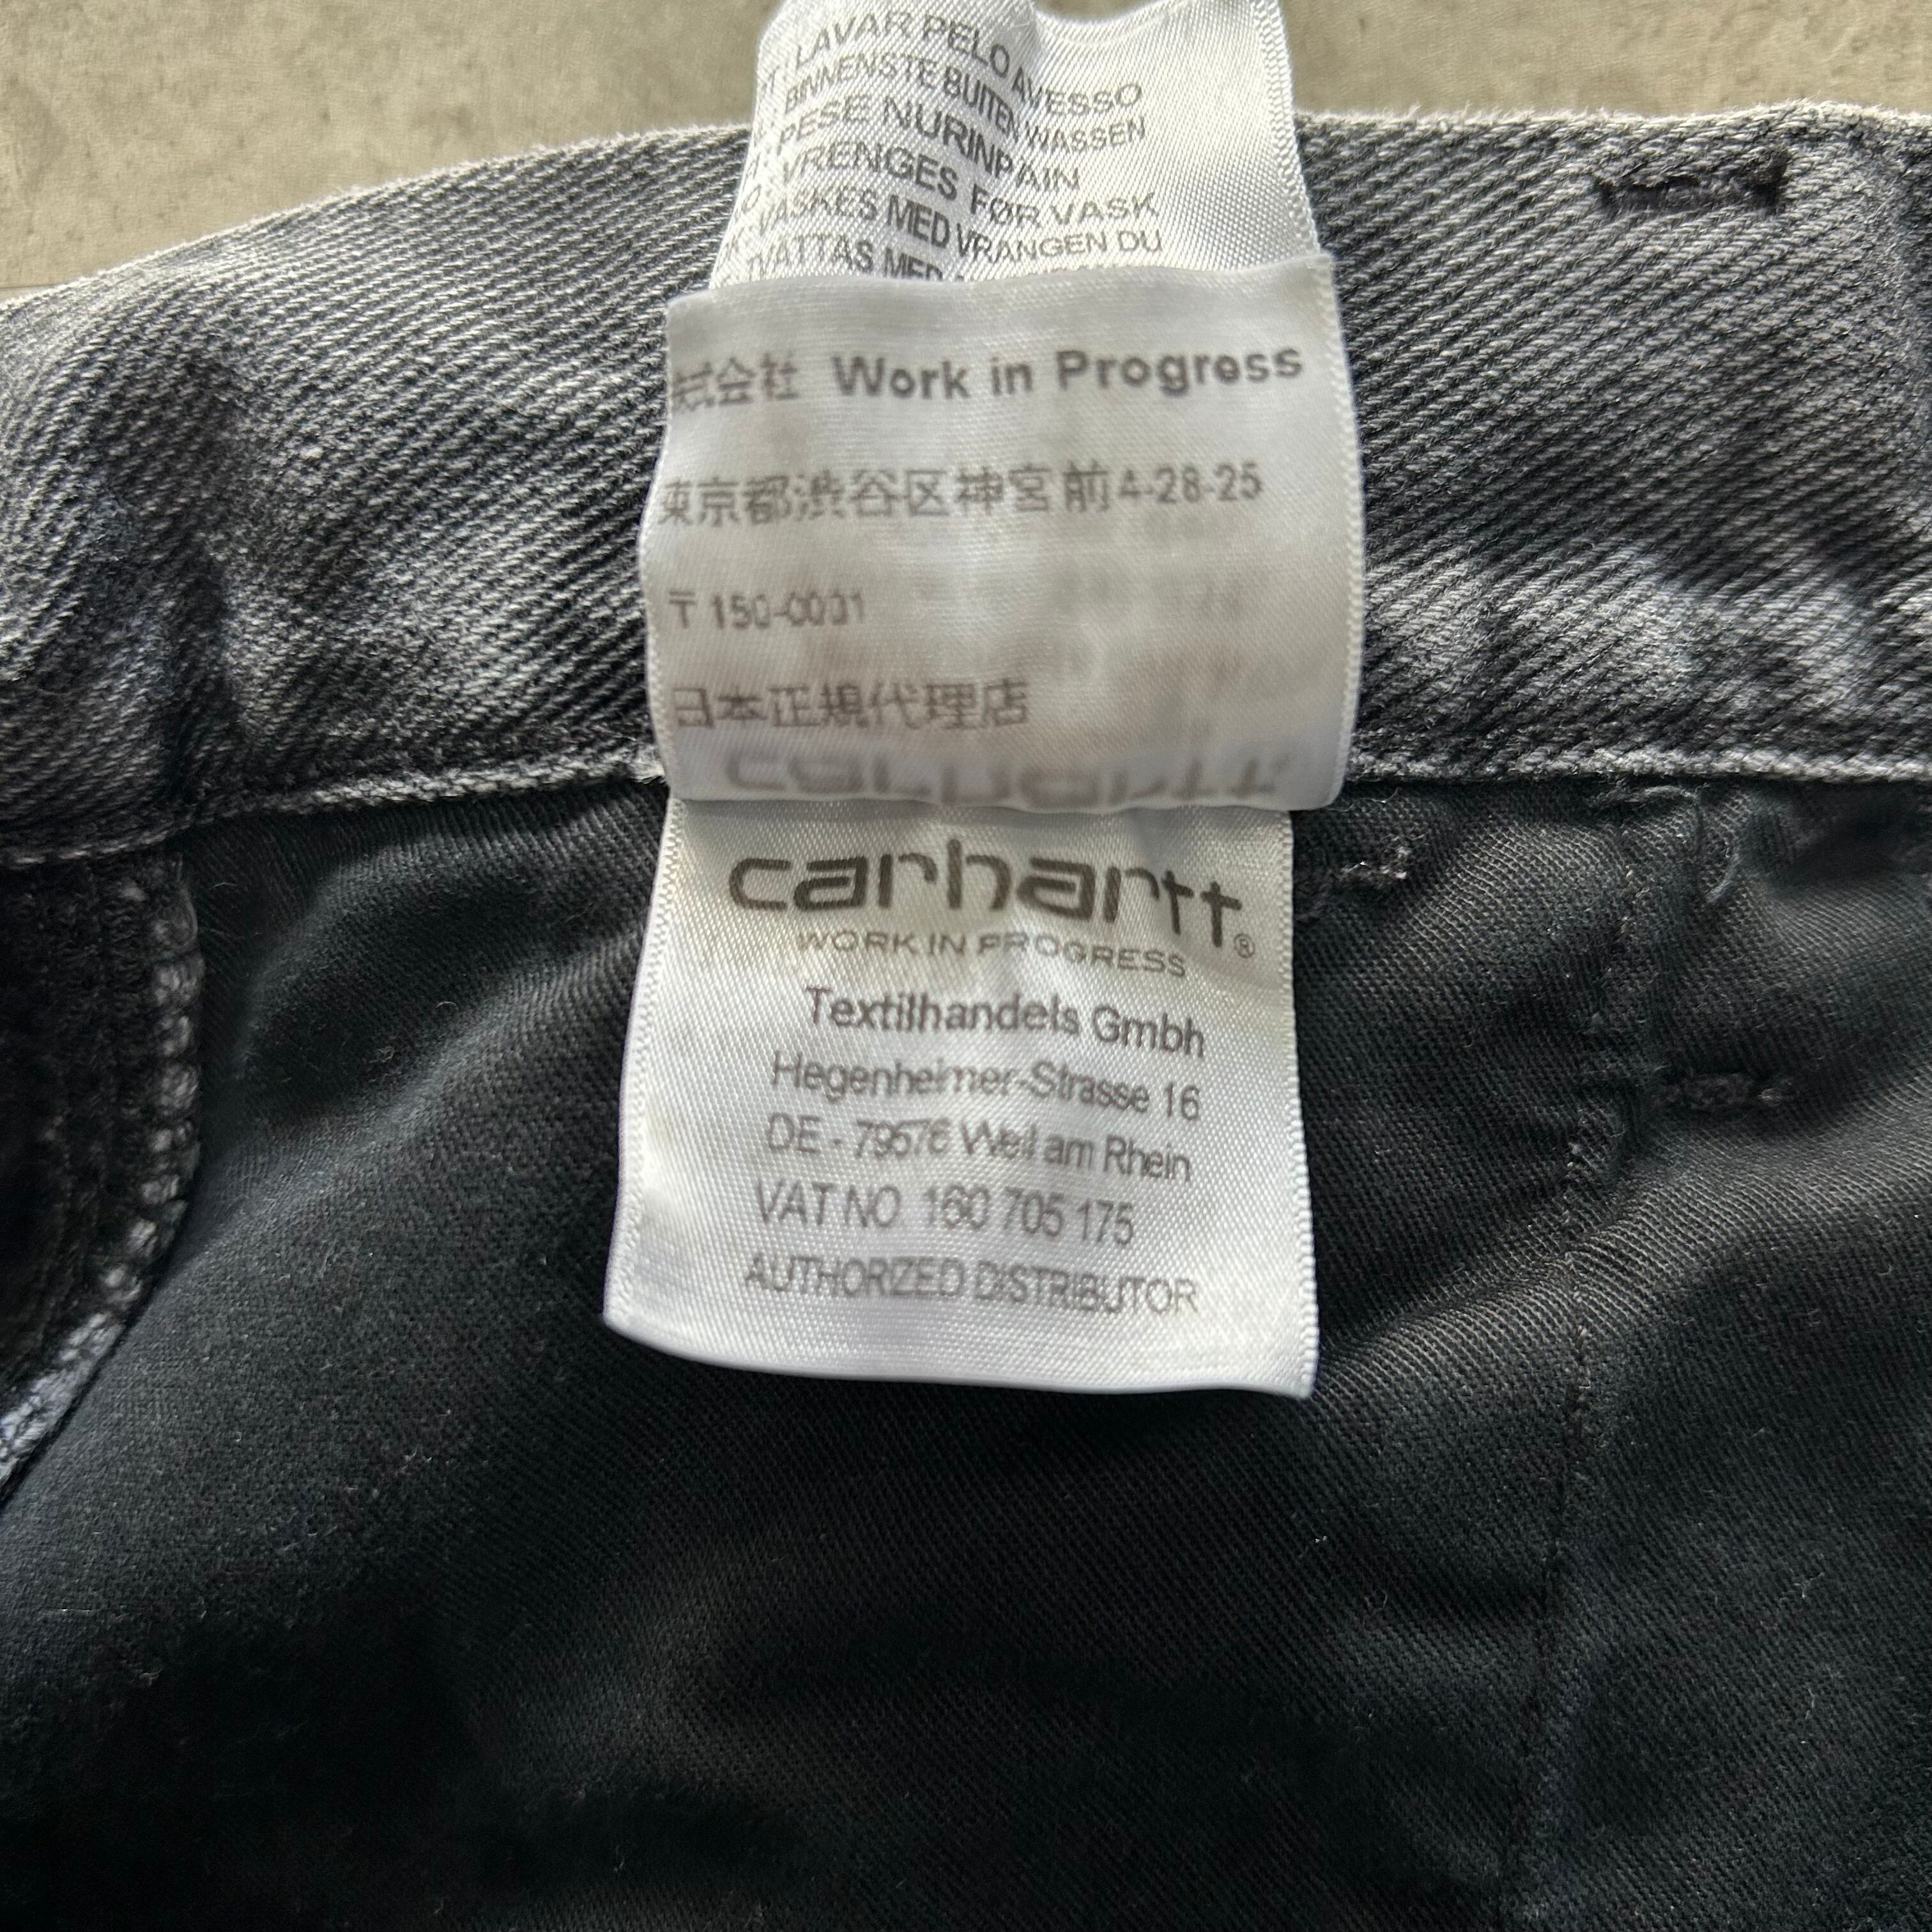 LAVAR PELO AVESSO
BINNENSTE BUITEN WASSEN
PESE NURINPÄIN
VRENGES FØR VASK
VASKES MED VRANGEN DU
TVÄTTAS MED
式会社 Work in Progress
東京都渋谷区神宮前4-28-25
〒150-0001
日本正規代理店
carhartt
carhartt®
WORK IN PROGRESS
Textilhandels Gmbh
Hegenheimer-Strasse 16
DE - 79576 Weil am Rhein
VAT NO 160 705 175
AUTHORIZED DISTRIBUTOR